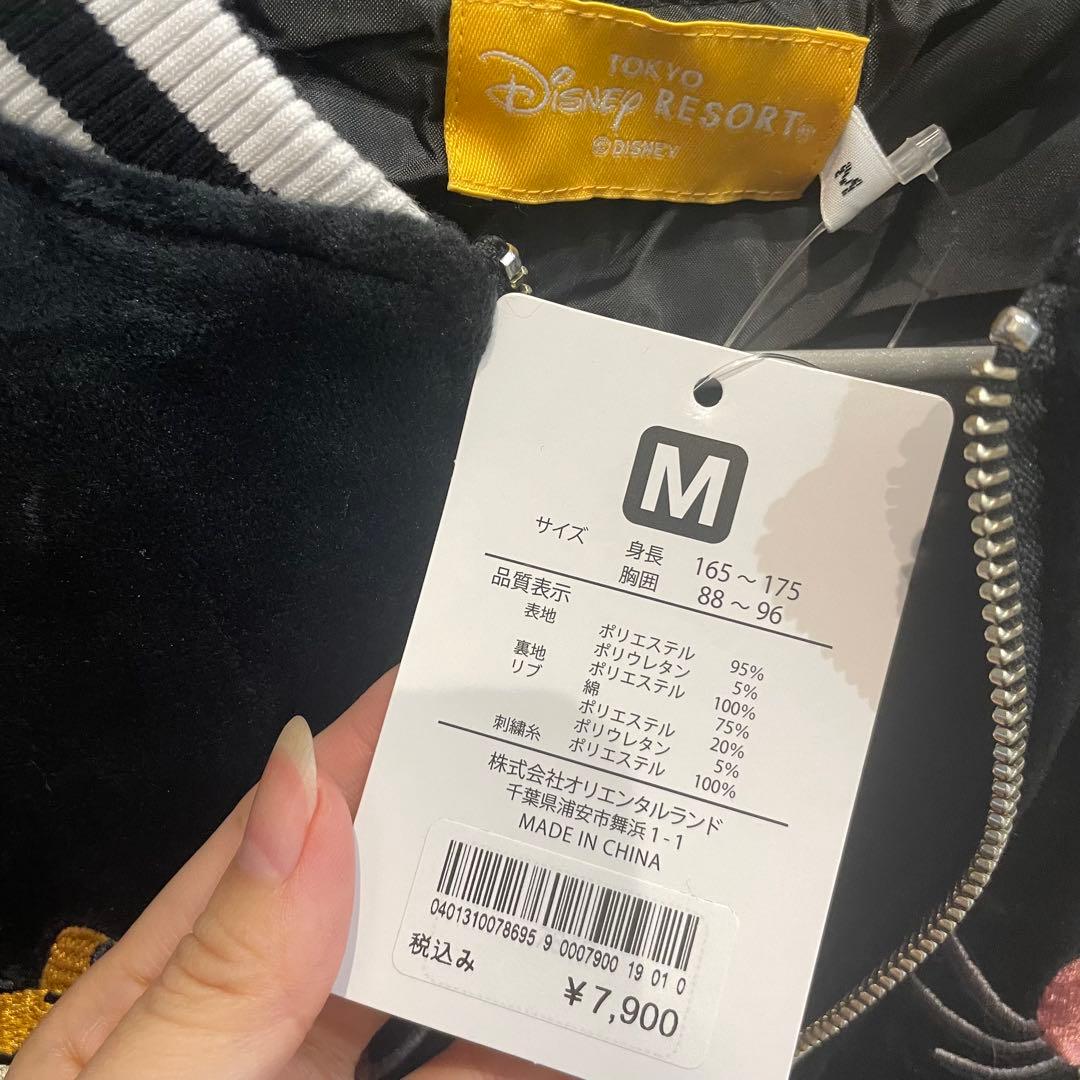 TOKYO
Disney RESORT®
©DISNEY
M
M
サイズ 身長 165～175
胸囲 88～96
品質表示
表地 ポリエステル 95%
ポリウレタン 5%
裏地 ポリエステル 100%
リブ 綿 75%
ポリエステル 20%
ポリウレタン 5%
刺繍糸 ポリエステル 100%
株式会社オリエンタルランド
千葉県浦安市舞浜1-1
MADE IN CHINA
0401310078695 9 0007900 19 01 0
税込み
¥7,900